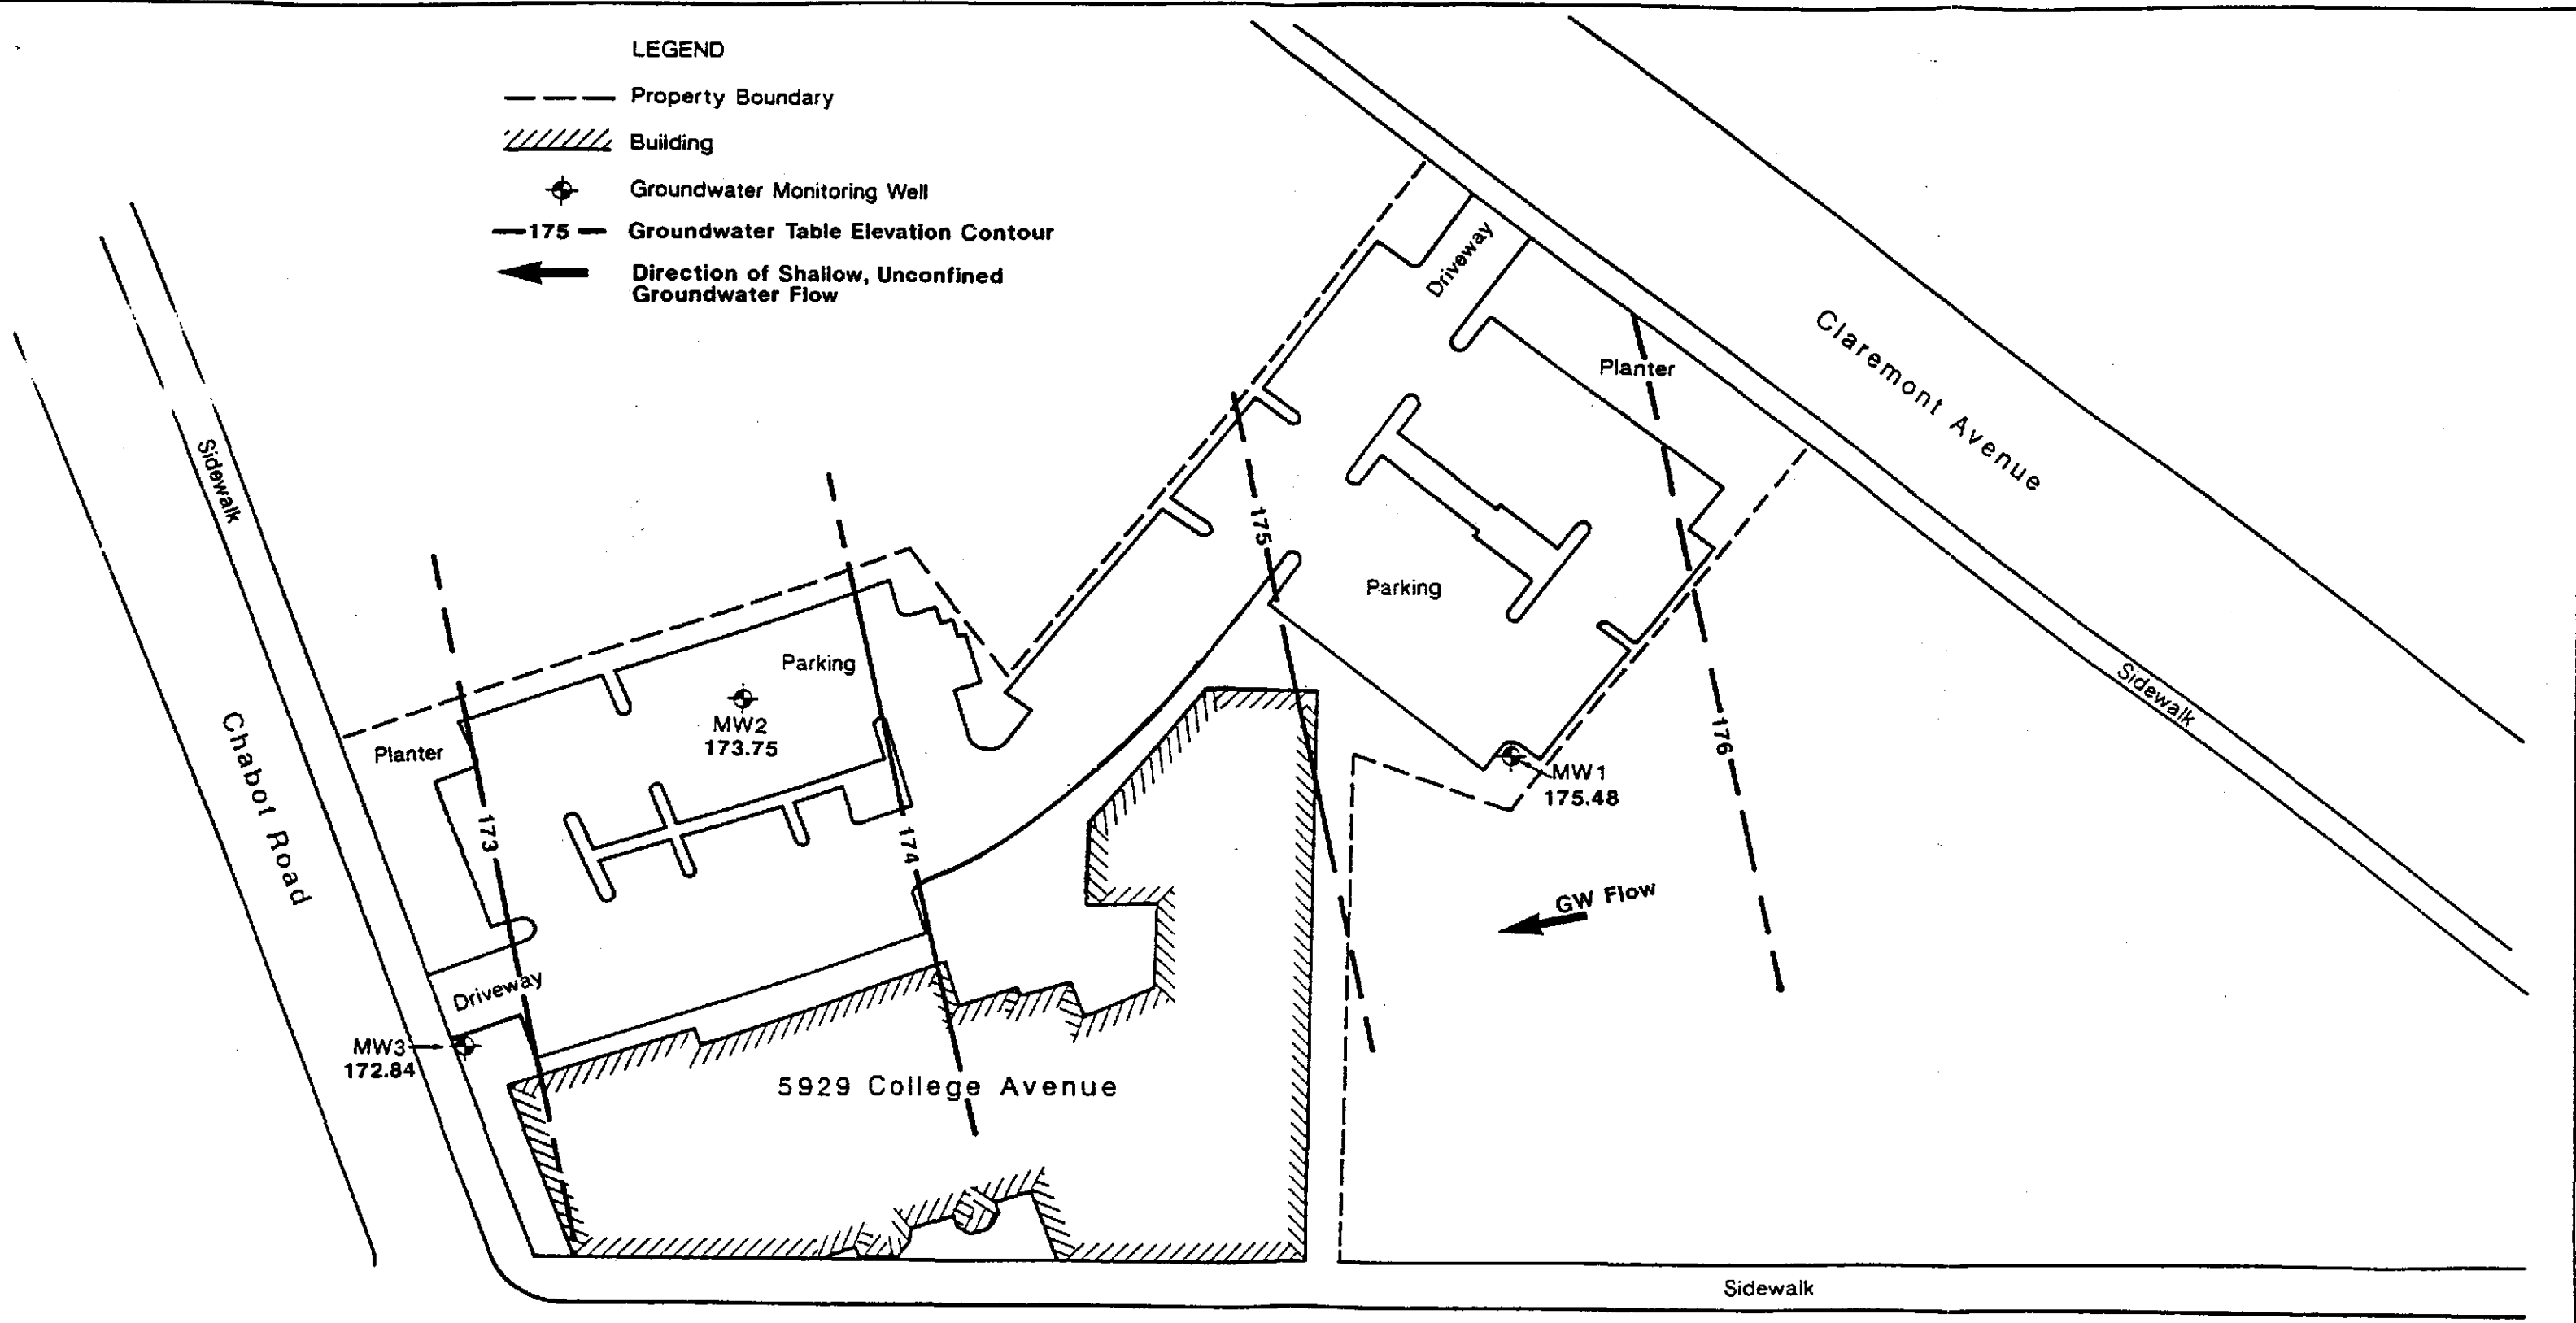 LEGEND
Property Boundary
Building
Groundwater Monitoring Well
175 Groundwater Table Elevation Contour
Direction of Shallow, Unconfined
Groundwater Flow
Driveway
Planter
Claremont Avenue
Sidewalk
175
Parking
Parking
MW2
173.75
Planter
Chabot Road
173
174
176
MW1
175.48
Sidewalk
GW Flow
Driveway
MW3
172.84
5929 College Avenue
Sidewalk